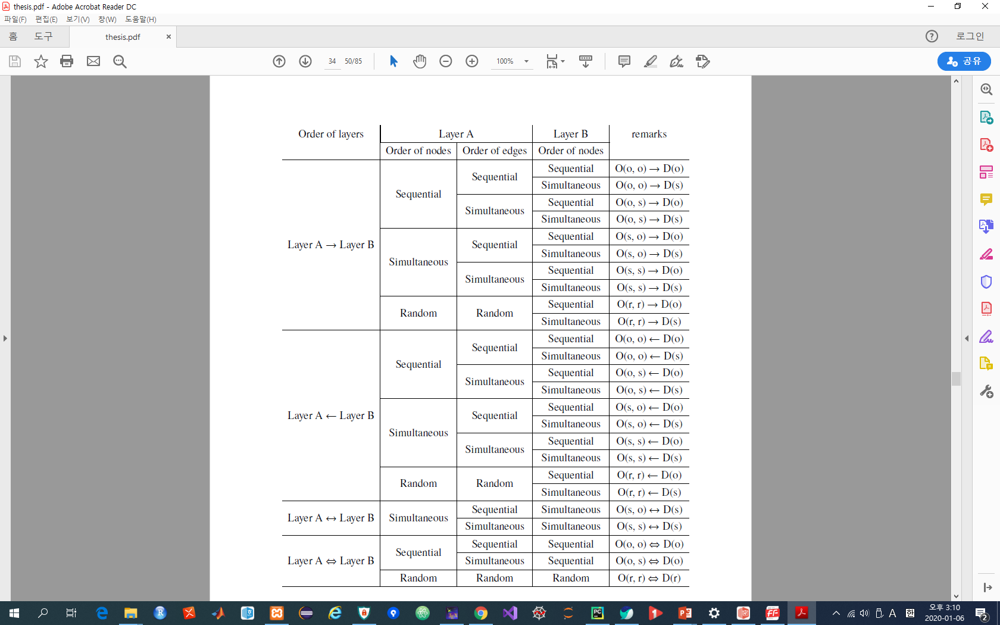 thesis.pdf - Adobe Acrobat Reader DC
파일(F) 편집(E) 보기(V) 창(W) 도움말(H)
홈 도구 thesis.pdf × ? 로그인
34 50/85 100% 공유
Order of layers Layer A Layer B remarks
Order of nodes Order of edges Order of nodes
Layer A → Layer B Sequential Sequential Sequential O(o, o) → D(o)
Simultaneous O(o, o) → D(s)
Simultaneous Sequential O(o, s) → D(o)
Simultaneous O(o, s) → D(s)
Simultaneous Sequential Sequential O(s, o) → D(o)
Simultaneous O(s, o) → D(s)
Simultaneous Sequential O(s, s) → D(o)
Simultaneous O(s, s) → D(s)
Random Random Sequential O(r, r) → D(o)
Simultaneous O(r, r) → D(s)
Layer A ← Layer B Sequential Sequential Sequential O(o, o) ← D(o)
Simultaneous O(o, o) ← D(s)
Simultaneous Sequential O(o, s) ← D(o)
Simultaneous O(o, s) ← D(s)
Simultaneous Sequential Sequential O(s, o) ← D(o)
Simultaneous O(s, o) ← D(s)
Simultaneous Sequential O(s, s) ← D(o)
Simultaneous O(s, s) ← D(s)
Random Random Sequential O(r, r) ← D(o)
Simultaneous O(r, r) ← D(s)
Layer A ↔ Layer B Simultaneous Sequential Simultaneous O(s, o) ↔ D(s)
Simultaneous Simultaneous O(s, s) ↔ D(s)
Layer A ⇔ Layer B Sequential Sequential Sequential O(o, o) ⇔ D(o)
Simultaneous Sequential O(o, s) ⇔ D(o)
Random Random Random O(r, r) ⇔ D(r)
A 한 오후 3:10
2020-01-06
2